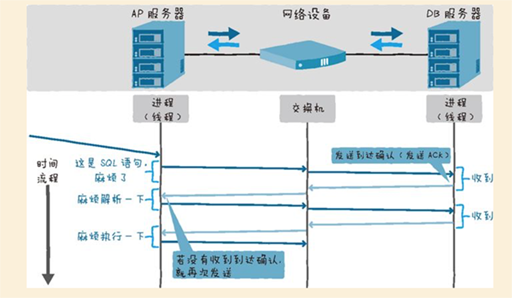 AP 服务器
网络设备
DB 服务器
进程
（线程）
交换机
进程
（线程）
时间
流程
这是 SQL 语句，
麻烦了
发送到达确认（发送 ACK）
收到
麻烦解析一下
收到
麻烦执行一下
若没有收到到达确认，
就再次发送